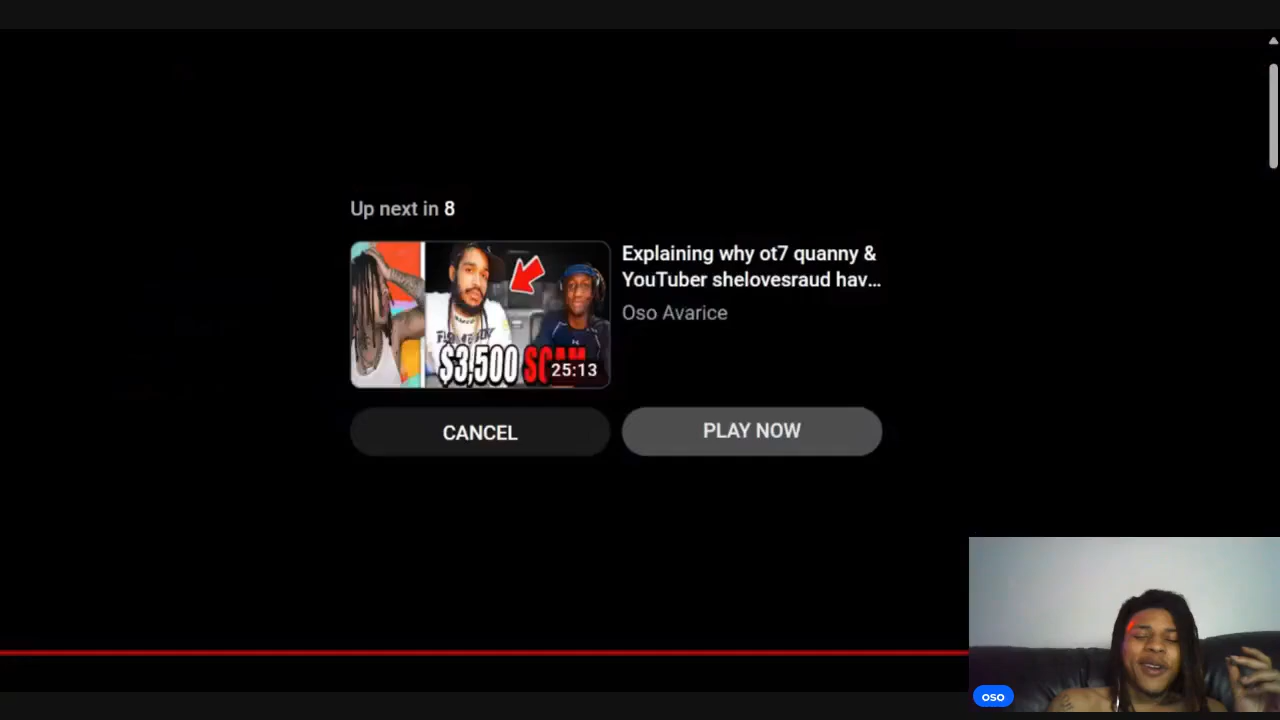 Up next in 8
Explaining why ot7 quanny &
YouTuber shelovesraud hav...
Oso Avarice
$3,500
25:13
CANCEL
PLAY NOW
oso